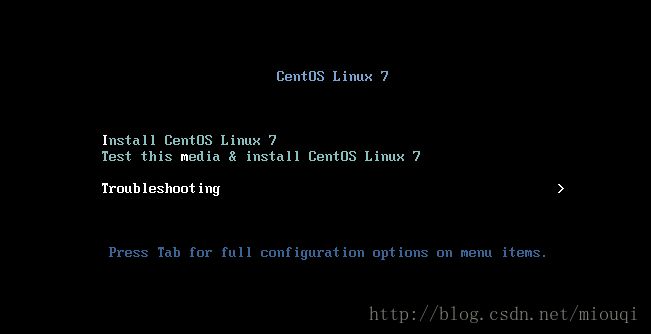 CentOS Linux 7
Install CentOS Linux 7
Test this media & install CentOS Linux 7
Troubleshooting >
Press Tab for full configuration options on menu items.
http://blog.csdn.net/miouqi